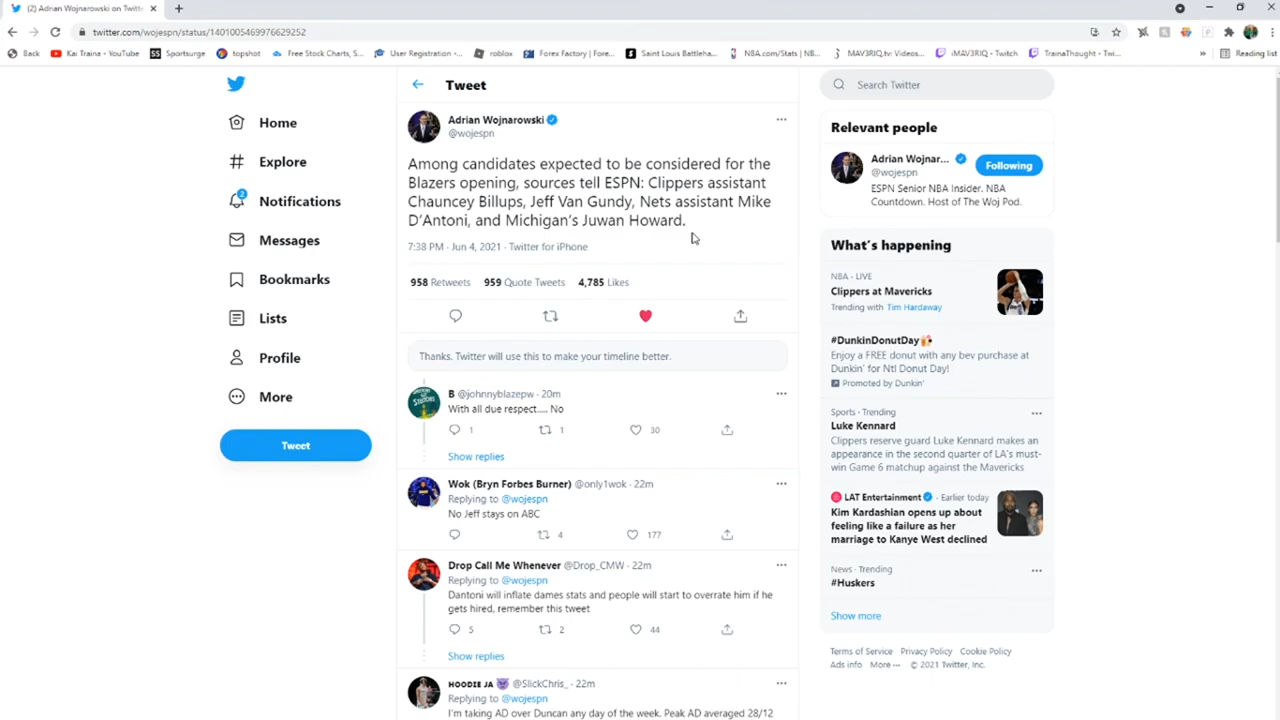 (2) Adrian Wojnarowski on Twitt
twitter.com/wojespn/status/1401005469976629252
Back
Kai Traina - YouTube
Sportsurge
topshot
Free Stock Charts, S...
User Registration -...
roblox
Forex Factory | Fore...
Saint Louis Battleha...
NBA.com/Stats | NB...
MAV3RIQ.tv: Videos...
iMAV3RIQ - Twitch
TrainaThought - Twi...
Reading list
Home
Explore
2
Notifications
Messages
Bookmarks
Lists
Profile
More
Tweet
Tweet
Adrian Wojnarowski
@wojespn
Among candidates expected to be considered for the
Blazers opening, sources tell ESPN: Clippers assistant
Chauncey Billups, Jeff Van Gundy, Nets assistant Mike
D'Antoni, and Michigan's Juwan Howard.
7:38 PM · Jun 4, 2021 · Twitter for iPhone
958 Retweets 959 Quote Tweets 4,785 Likes
Thanks. Twitter will use this to make your timeline better.
B @johnnyblazepw · 20m
With all due respect.... No
1 1 30
Show replies
Wok (Bryn Forbes Burner) @only1wok · 22m
Replying to @wojespn
No Jeff stays on ABC
4 177
Drop Call Me Whenever @Drop_CMW · 22m
Replying to @wojespn
Dantoni will inflate dames stats and people will start to overrate him if he
gets hired, remember this tweet
5 2 44
Show replies
HOODIE JA 😈 @SlickChris_ · 22m
Replying to @wojespn
I'm taking AD over Duncan any day of the week. Peak AD averaged 28/12
Search Twitter
Relevant people
Adrian Wojnar...
@wojespn
Following
ESPN Senior NBA Insider. NBA
Countdown. Host of The Woj Pod.
What's happening
NBA · LIVE
Clippers at Mavericks
Trending with Tim Hardaway
#DunkinDonutDay
Enjoy a FREE donut with any bev purchase at
Dunkin' for Ntl Donut Day!
Promoted by Dunkin'
Sports · Trending
Luke Kennard
Clippers reserve guard Luke Kennard makes an
appearance in the second quarter of LA's must-
win Game 6 matchup against the Mavericks
LAT Entertainment · Earlier today
Kim Kardashian opens up about
feeling like a failure as her
marriage to Kanye West declined
News · Trending
#Huskers
Show more
Terms of Service Privacy Policy Cookie Policy
Ads info More ··· © 2021 Twitter, Inc.